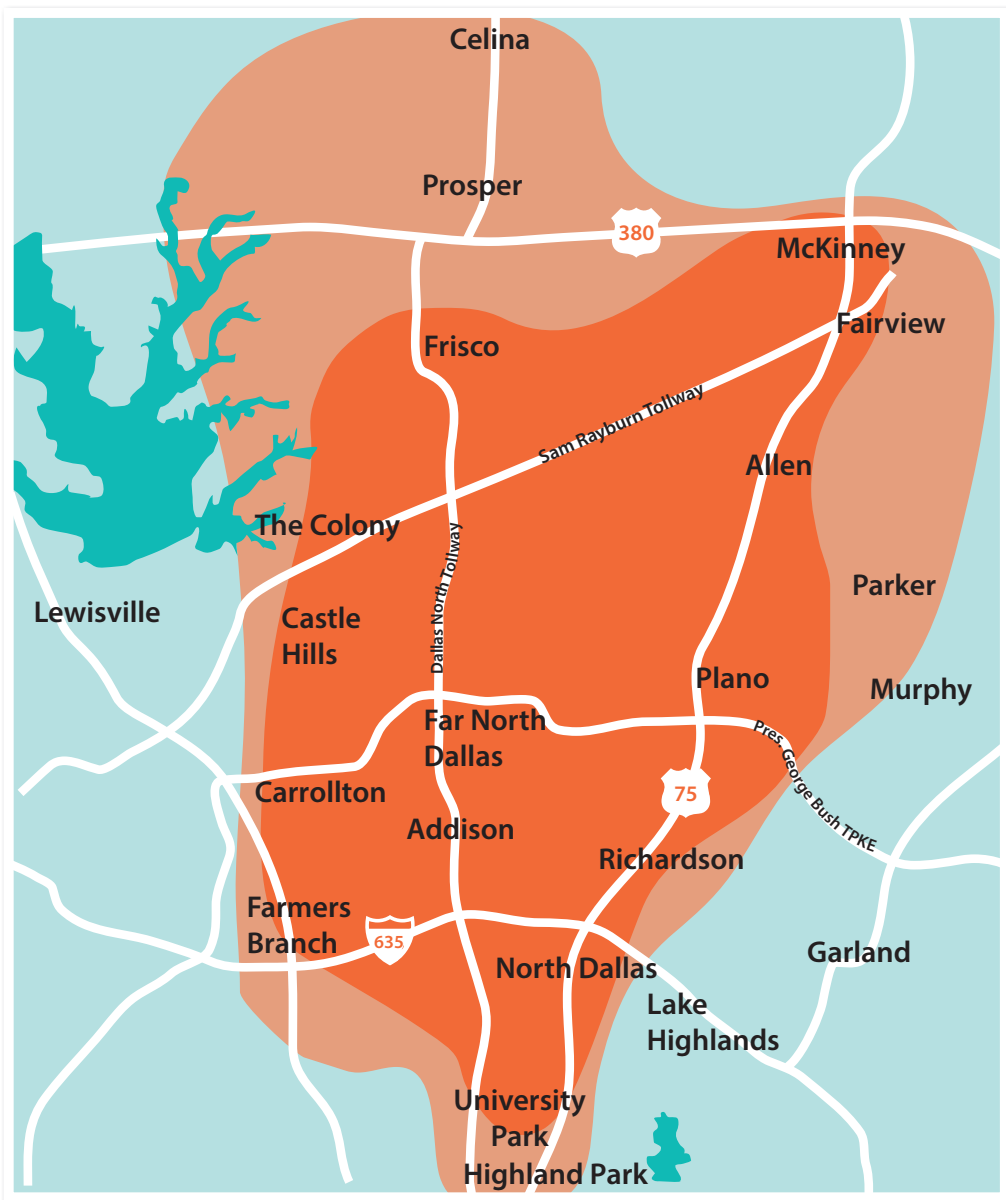 Celina
Prosper
380
McKinney
Fairview
Frisco
Sam Rayburn Tollway
Allen
The Colony
Dallas North Tollway
Parker
Lewisville
Castle
Hills
Plano
Murphy
Far North
Dallas
Pres. George Bush TPKE
Carrollton
75
Addison
Richardson
Farmers
Branch
635
North Dallas
Garland
Lake
Highlands
University
Park
Highland Park